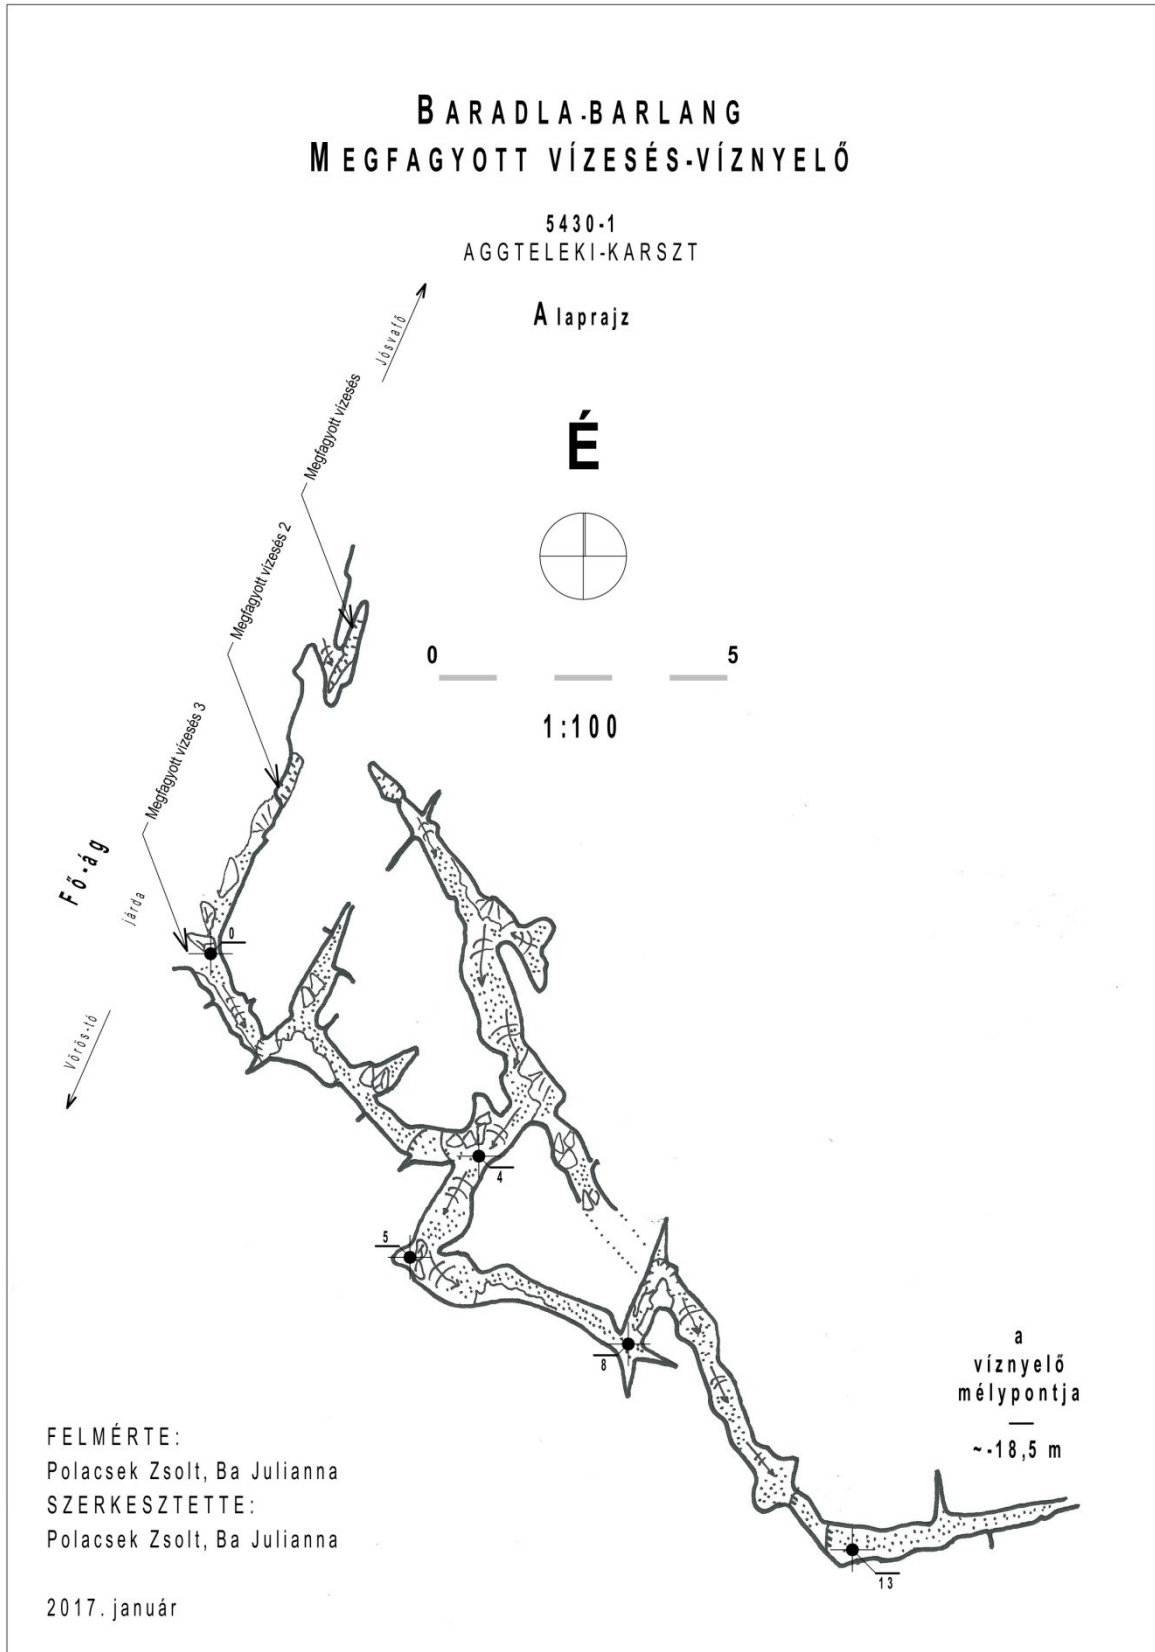 BARADLA-BARLANG
MEGFAGYOTT VÍZESÉS-VÍZNYELŐ
5430-1
AGGTELEKI-KARSZT
Alaprajz
Jósvafő
Megfagyott vízesés
É
Megfagyott vízesés 2
0 5
1:100
Megfagyott vízesés 3
Fő-ág
járda
0
Vörös-tó
4
5
8
a
víznyelő
mélypontja
~-18,5 m
13
FELMÉRTE:
Polacsek Zsolt, Ba Julianna
SZERKESZTETTE:
Polacsek Zsolt, Ba Julianna
2017. január